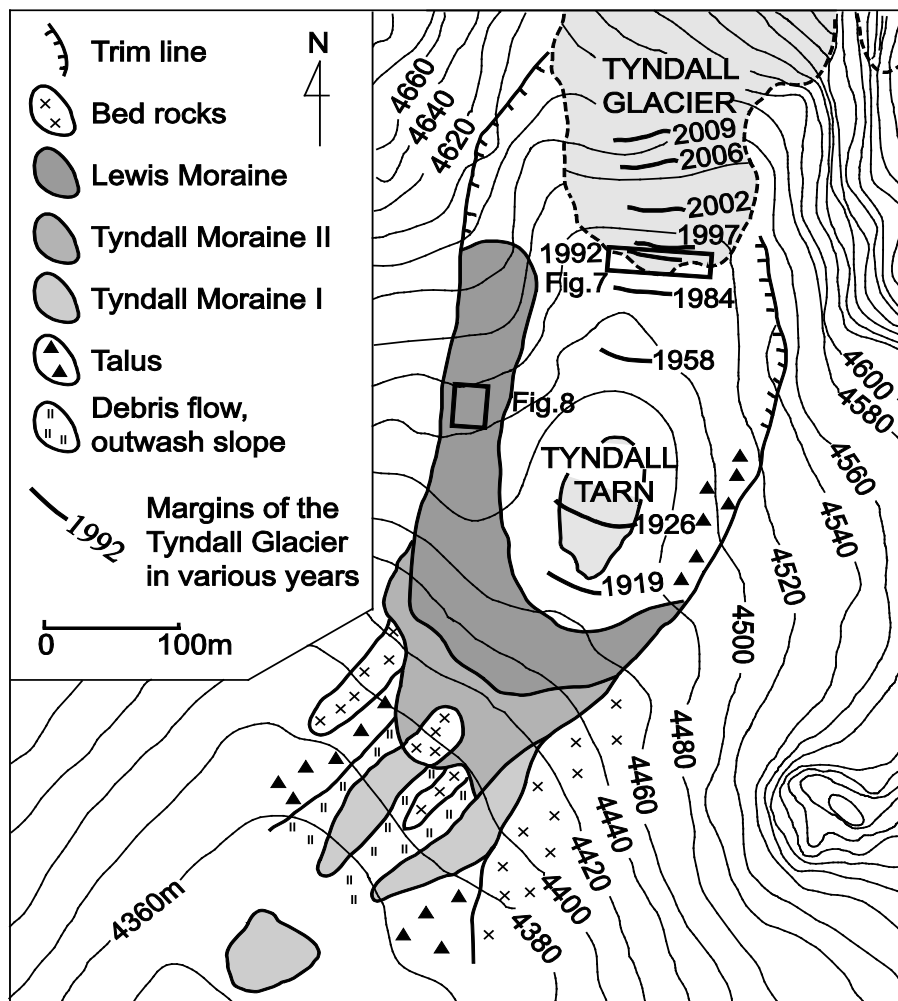 Trim line
Bed rocks
Lewis Moraine
Tyndall Moraine II
Tyndall Moraine I
Talus
Debris flow,
outwash slope
1992
Margins of the
Tyndall Glacier
in various years
0 100m
N
4660
4640
4620
TYNDALL
GLACIER
2009
2006
2002
1997
1992
Fig.7
1984
1958
Fig.8
TYNDALL
TARN
1926
1919
4600
4580
4560
4540
4520
4500
4480
4460
4440
4420
4400
4380
4360m